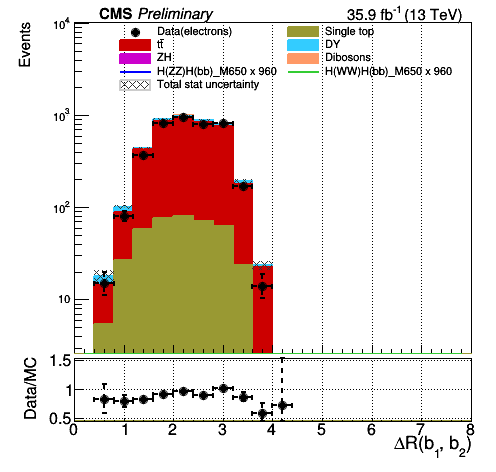 CMS Preliminary 35.9 fb⁻¹ (13 TeV)
Data(electrons) Single top
tt̄ DY
ZH Dibosons
H(ZZ)H(bb)_M650 x 960 H(WW)H(bb)_M650 x 960
Total stat uncertainty
Events
10⁴
10³
10²
10
Data/MC
1.5
1
0.5
0 1 2 3 4 5 6 7 8
ΔR(b₁, b₂)